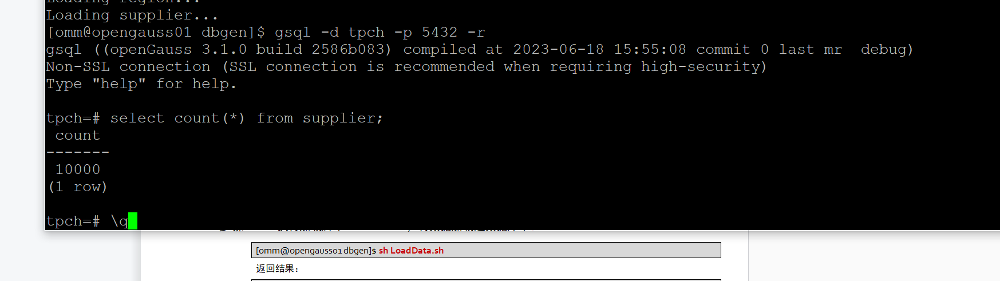 Loading region...
Loading supplier...
[omm@opengauss01 dbgen]$ gsql -d tpch -p 5432 -r
gsql ((openGauss 3.1.0 build 2586b083) compiled at 2023-06-18 15:55:08 commit 0 last mr  debug)
Non-SSL connection (SSL connection is recommended when requiring high-security)
Type "help" for help.
tpch=# select count(*) from supplier;
count
-------
10000
(1 row)
tpch=# \q
[omm@opengauss01 dbgen]$ sh LoadData.sh
返回结果：